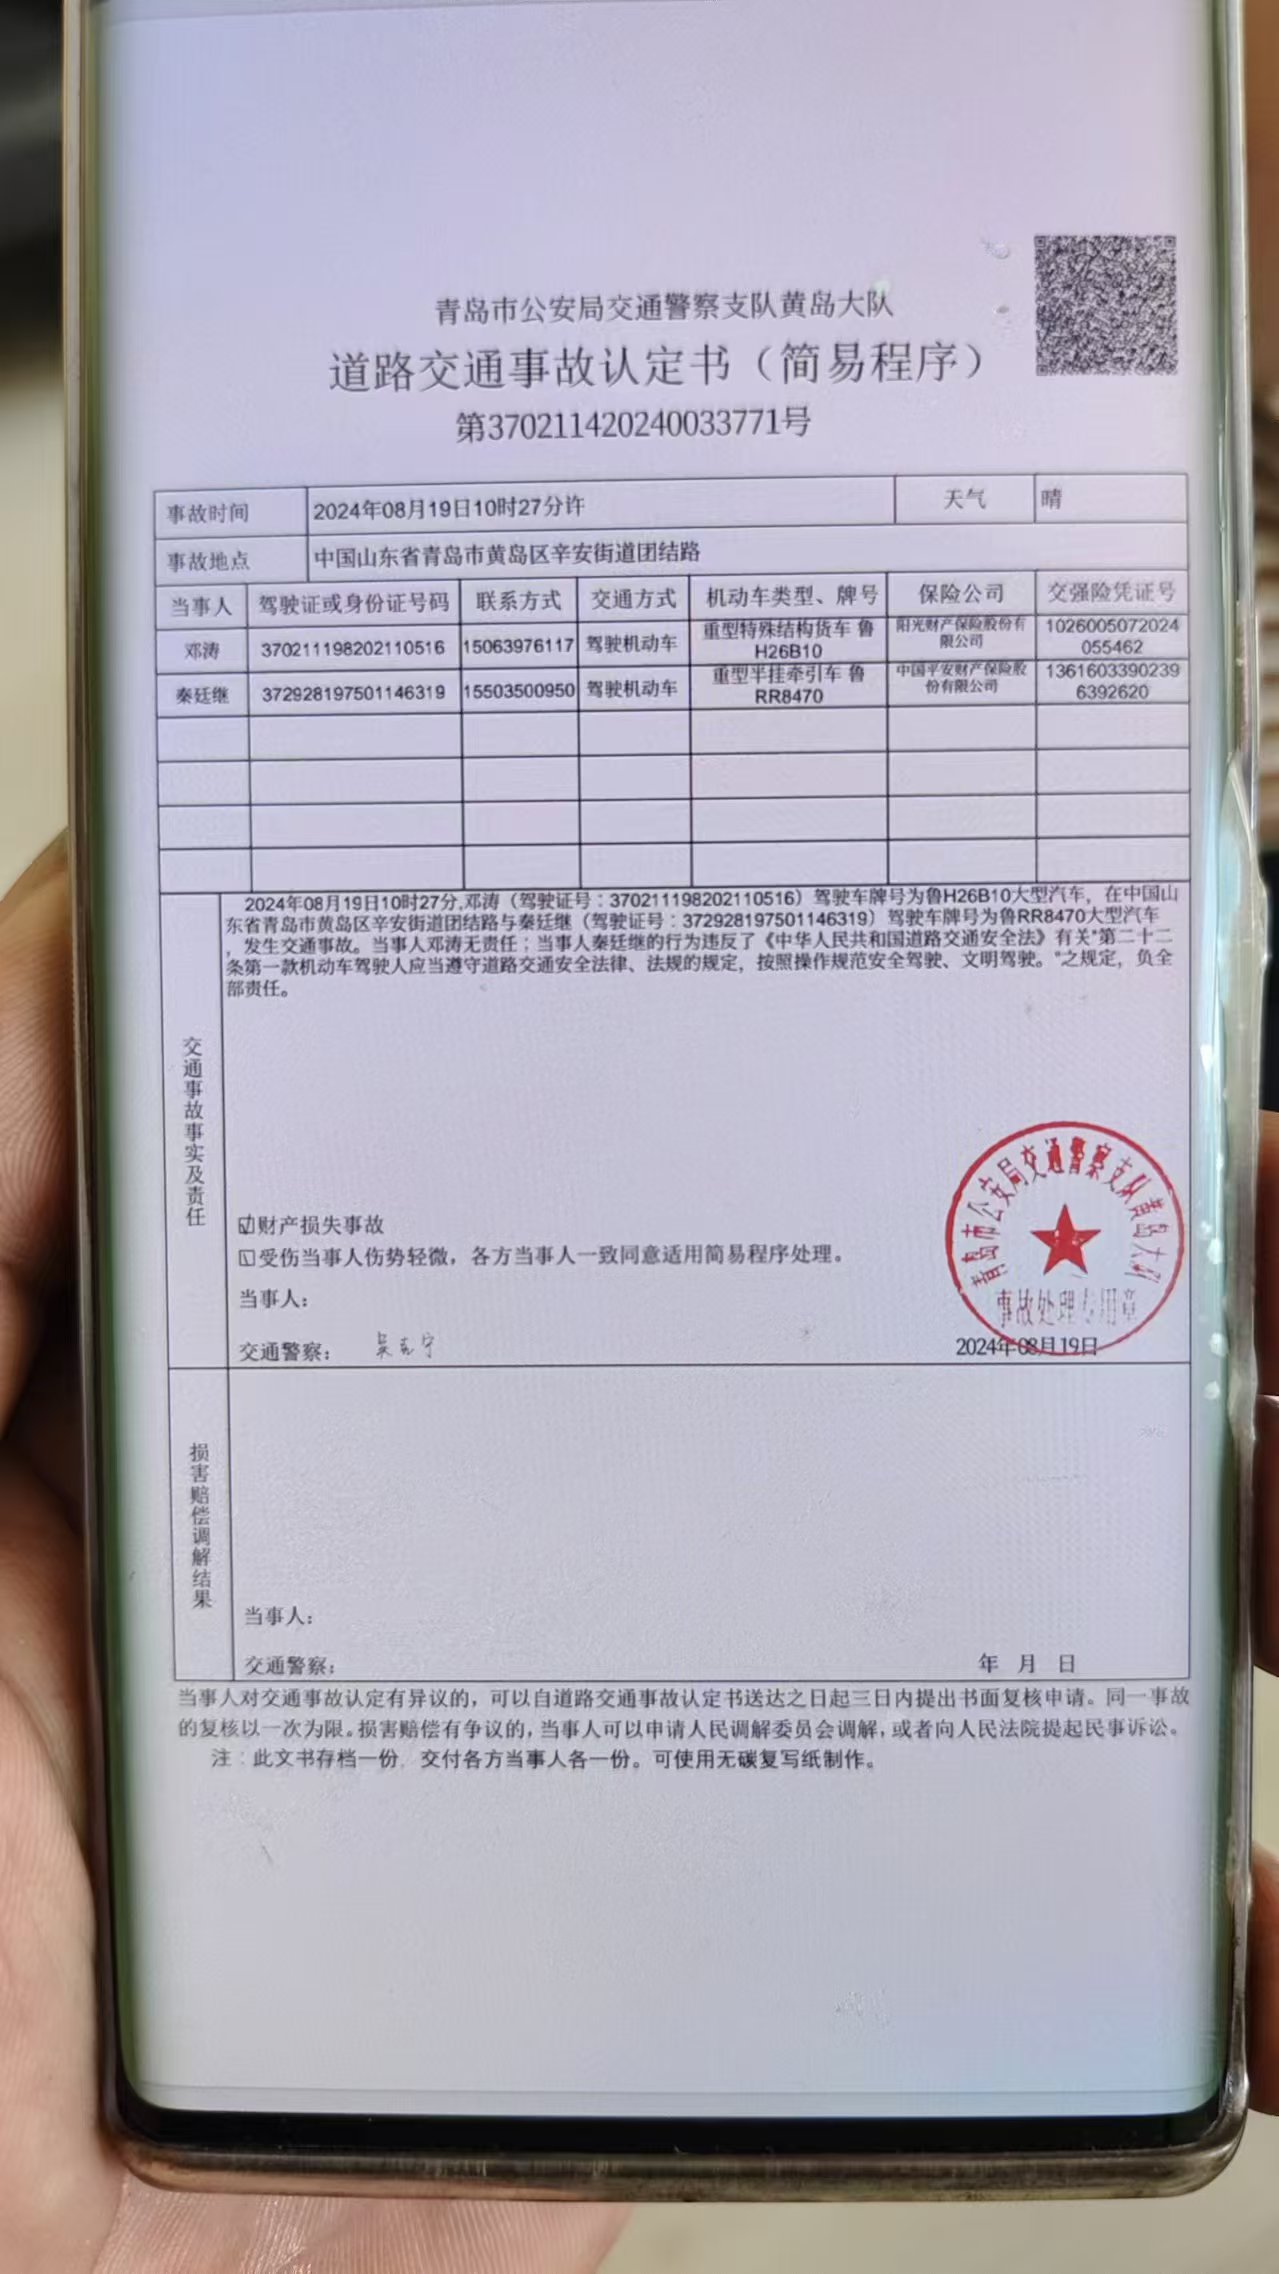 青岛市公安局交通警察支队黄岛大队
道路交通事故认定书（简易程序）
第370211420240033771号
事故时间 2024年08月19日10时27分许 天气 晴
事故地点 中国山东省青岛市黄岛区辛安街道团结路
当事人 驾驶证或身份证号码 联系方式 交通方式 机动车类型、牌号 保险公司 交强险凭证号
邓涛 370211198202110516 15063976117 驾驶机动车 重型特殊结构货车 鲁H26B10 阳光财产保险股份有限公司 1026005072024055462
秦廷继 372928197501146319 15503500950 驾驶机动车 重型半挂牵引车 鲁RR8470 中国平安财产保险股份有限公司 13616033902396392620
交通事故事实及责任
2024年08月19日10时27分,邓涛（驾驶证号：370211198202110516）驾驶车牌号为鲁H26B10大型汽车，在中国山
东省青岛市黄岛区辛安街道团结路与秦廷继（驾驶证号：372928197501146319）驾驶车牌号为鲁RR8470大型汽车
，发生交通事故。当事人邓涛无责任；当事人秦廷继的行为违反了《中华人民共和国道路交通安全法》有关"第二十二
条第一款机动车驾驶人应当遵守道路交通安全法律、法规的规定，按照操作规范安全驾驶、文明驾驶。"之规定，负全
部责任。
☑财产损失事故
☐受伤当事人伤势轻微，各方当事人一致同意适用简易程序处理。
当事人：
交通警察：
青岛市公安局交通警察支队黄岛大队
事故处理专用章
2024年08月19日
损害赔偿调解结果
当事人：
交通警察： 年 月 日
当事人对交通事故认定有异议的，可以自道路交通事故认定书送达之日起三日内提出书面复核申请。同一事故
的复核以一次为限。损害赔偿有争议的，当事人可以申请人民调解委员会调解，或者向人民法院提起民事诉讼。
注：此文书存档一份，交付各方当事人各一份。可使用无碳复写纸制作。